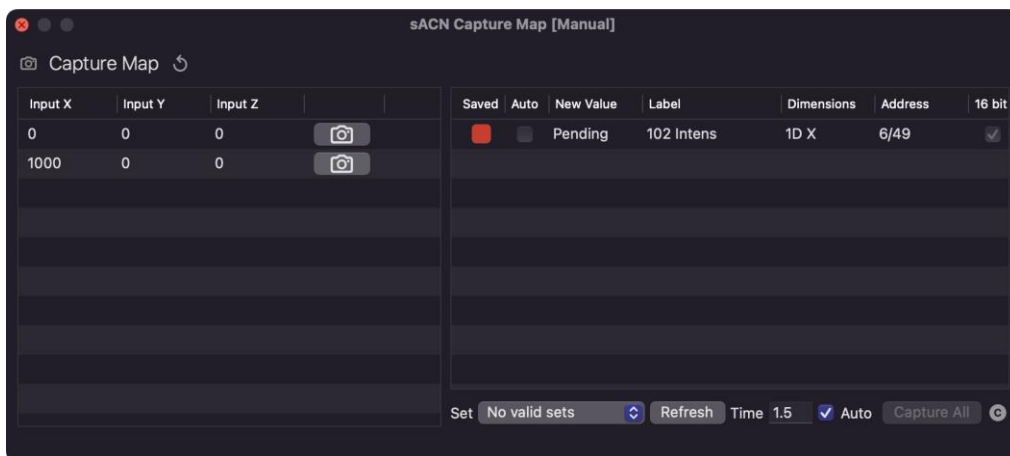 sACN Capture Map [Manual]
Capture Map
Input X Input Y Input Z
0 0 0
1000 0 0
Saved Auto New Value Label Dimensions Address 16 bit
Pending 102 Intens 1D X 6/49
Set No valid sets Refresh Time 1.5 Auto Capture All C